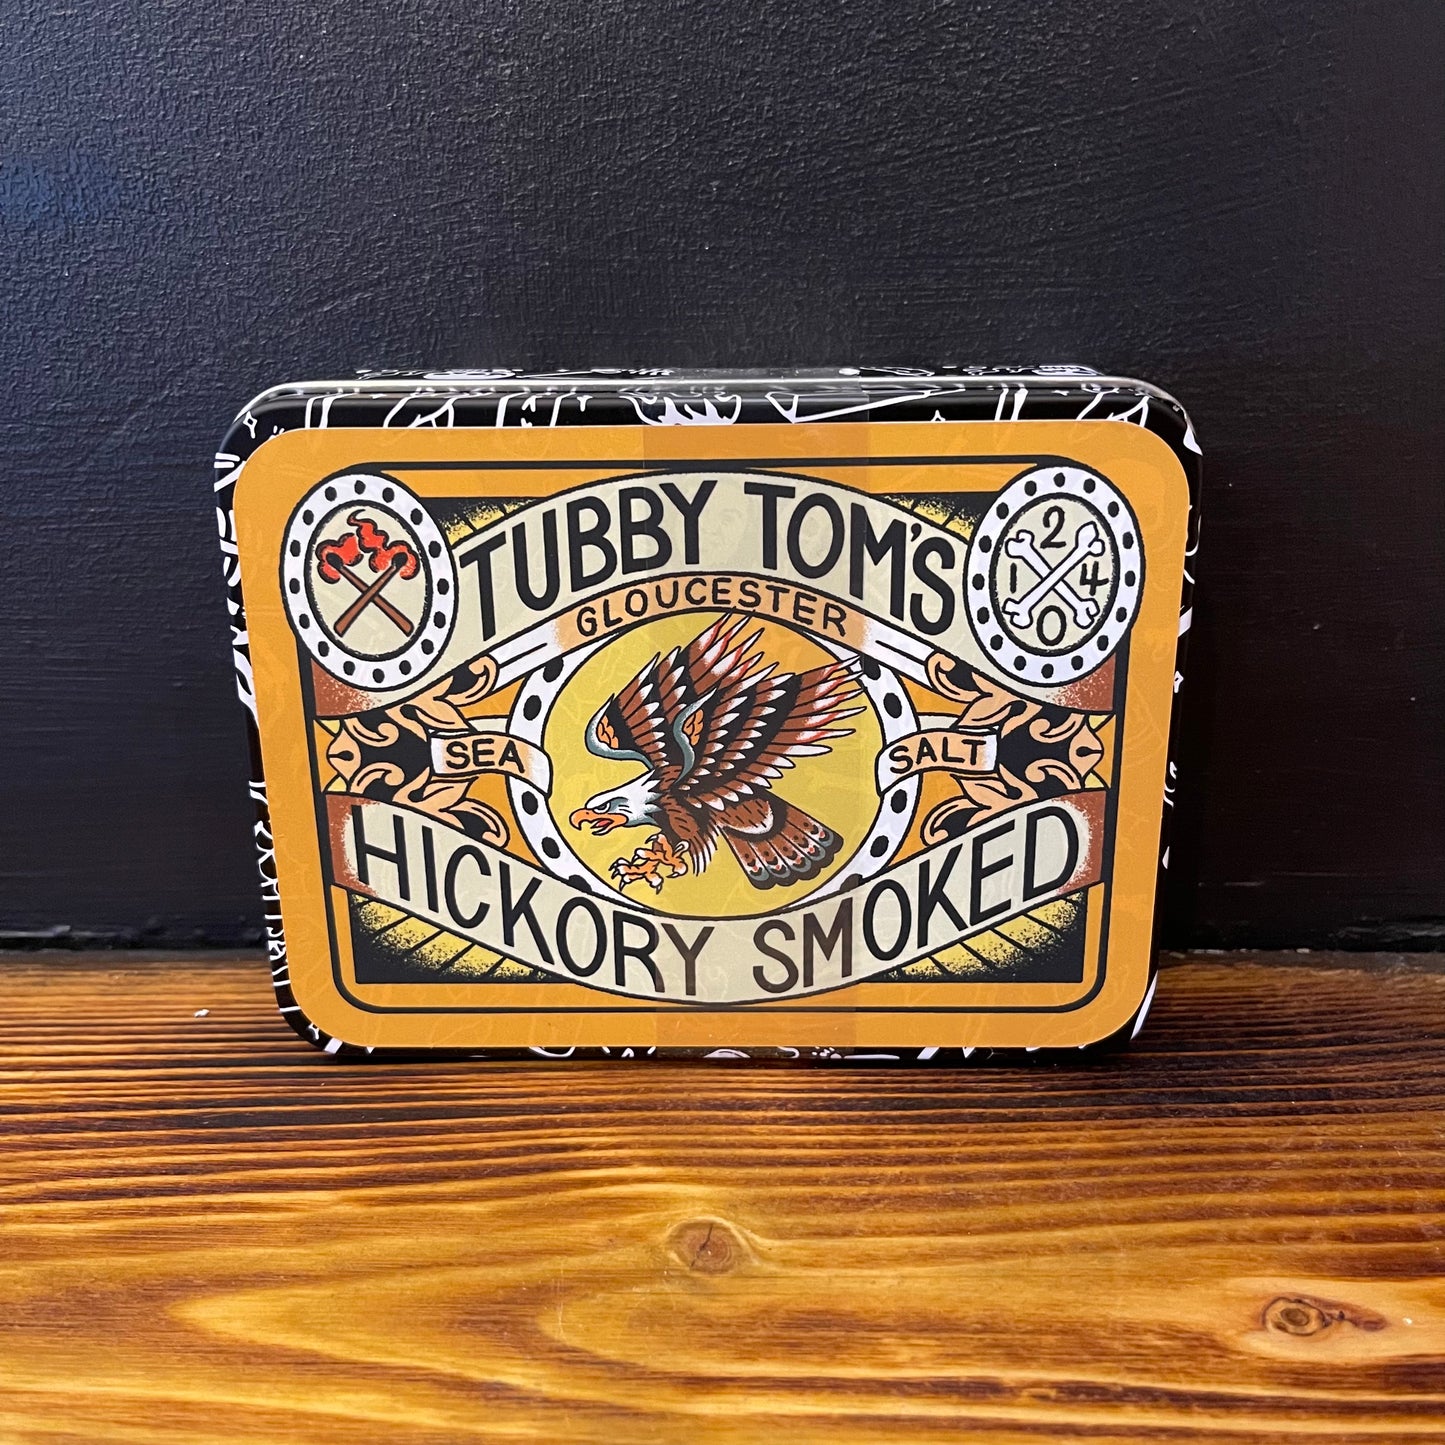 TUBBY TOM'S
GLOUCESTER
2
1 4
0
SEA SALT
HICKORY SMOKED